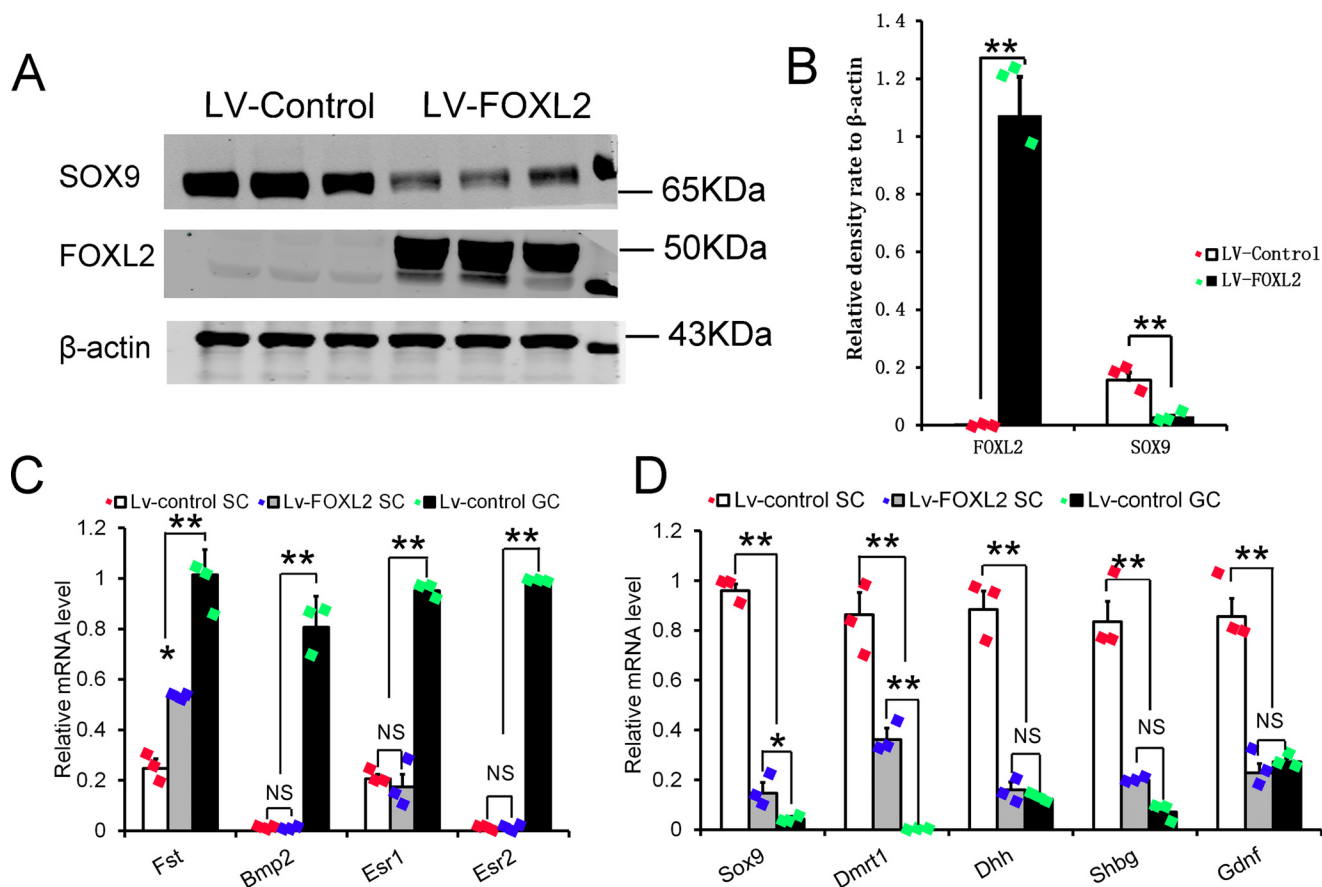 A
LV-Control LV-FOXL2
SOX9
65KDa
FOXL2
50KDa
β-actin
43KDa
B
Relative density rate to β-actin
1.4
1.2
1
0.8
0.6
0.4
0.2
0
**
**
LV-Control
LV-FOXL2
FOXL2 SOX9
C
Lv-control SC Lv-FOXL2 SC Lv-control GC
Relative mRNA level
1.2
1
0.8
0.6
0.4
0.2
0
** ** ** **
*
NS NS NS
Fst Bmp2 Esr1 Esr2
D
Lv-control SC Lv-FOXL2 SC Lv-control GC
Relative mRNA level
1.2
1
0.8
0.6
0.4
0.2
0
** ** ** ** **
* ** NS NS NS
Sox9 Dmrt1 Dhh Shbg Gdnf